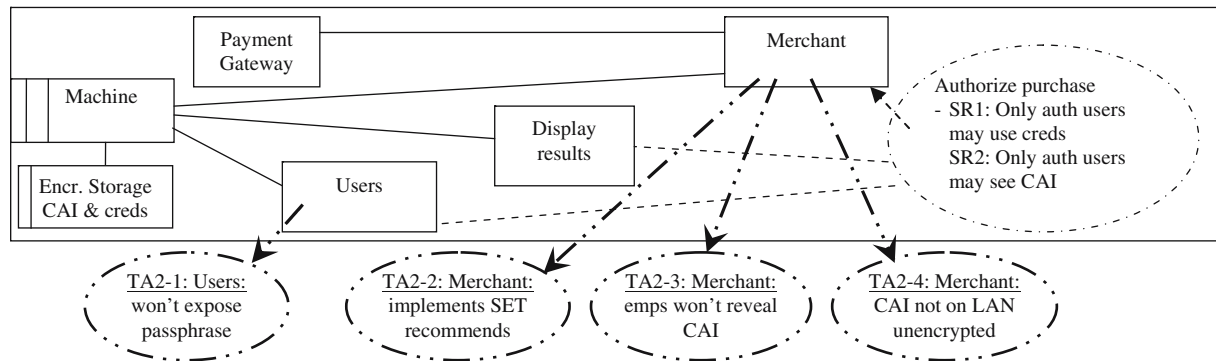 Payment
Gateway
Merchant
Machine
Authorize purchase
- SR1: Only auth users
may use creds
SR2: Only auth users
may see CAI
Display
results
Encr. Storage
CAI & creds
Users
TA2-1: Users:
won't expose
passphrase
TA2-2: Merchant:
implements SET
recommends
TA2-3: Merchant:
emps won't reveal
CAI
TA2-4: Merchant:
CAI not on LAN
unencrypted